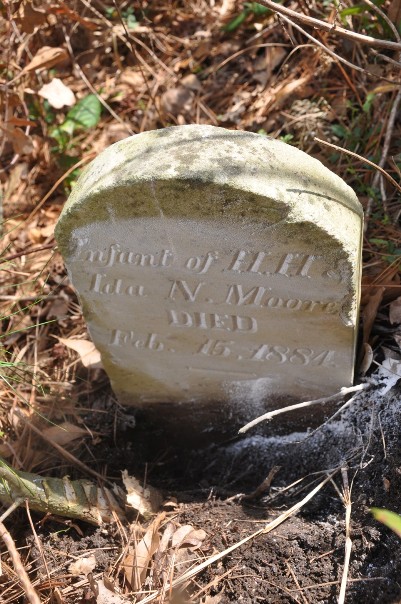 Infant of H.H. &
Ida N. Moore
DIED
Feb. 15, 1884.